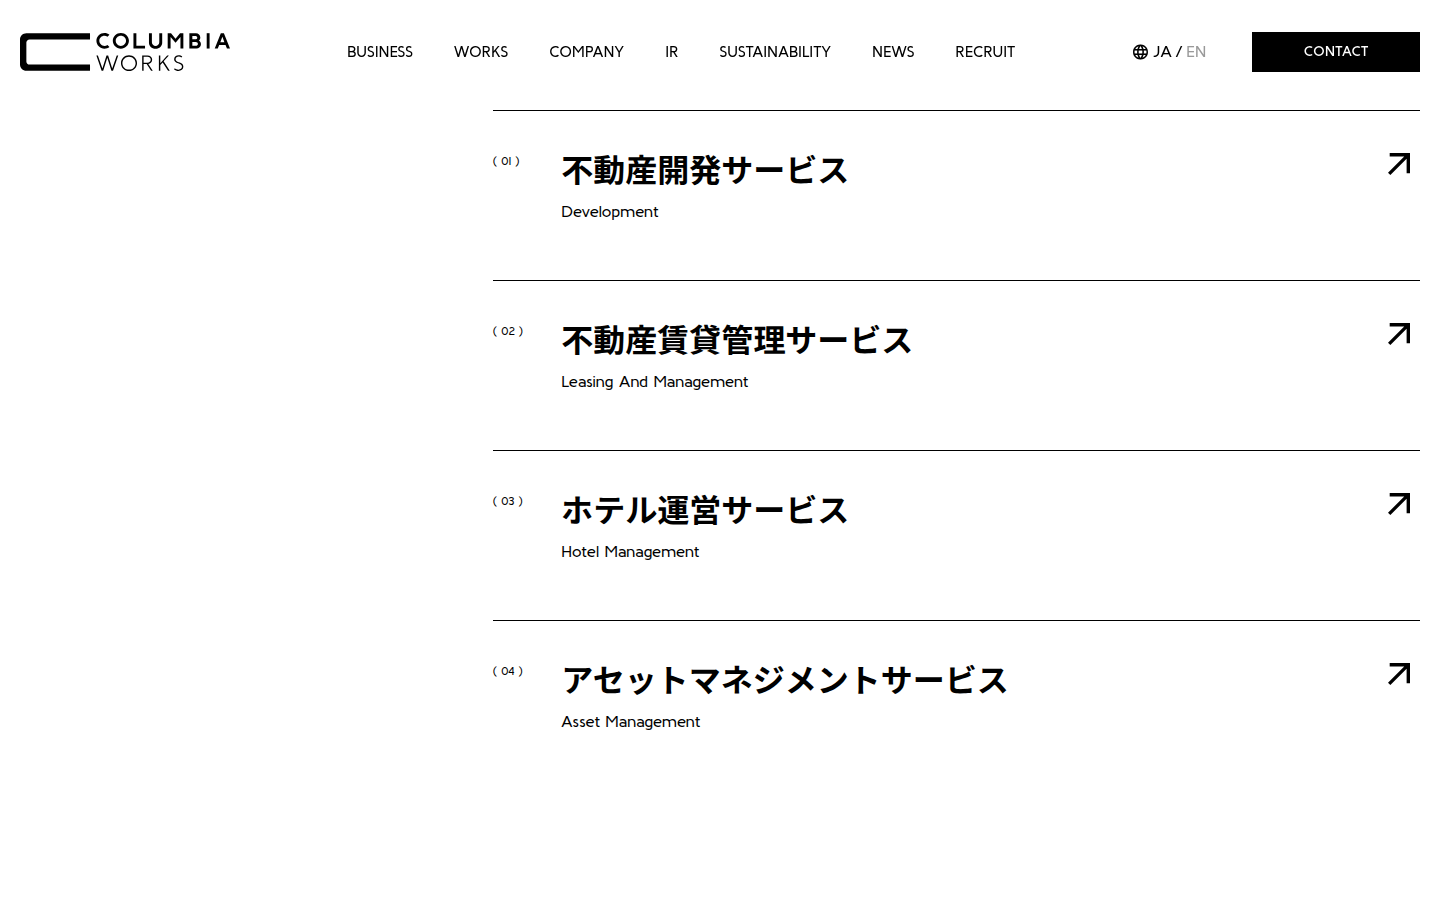 COLUMBIA
WORKS
BUSINESS WORKS COMPANY IR SUSTAINABILITY NEWS RECRUIT JA / EN CONTACT
( 01 ) 不動産開発サービス
Development
( 02 ) 不動産賃貸管理サービス
Leasing And Management
( 03 ) ホテル運営サービス
Hotel Management
( 04 ) アセットマネジメントサービス
Asset Management